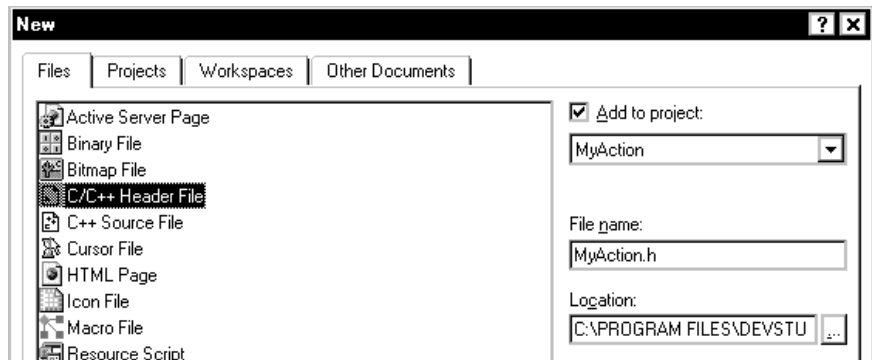 New
Files Projects Workspaces Other Documents
Active Server Page
Binary File
Bitmap File
C/C++ Header File
C++ Source File
Cursor File
HTML Page
Icon File
Macro File
Resource Script
Add to project:
MyAction
File name:
MyAction.h
Location:
C:\PROGRAM FILES\DEVSTU
...